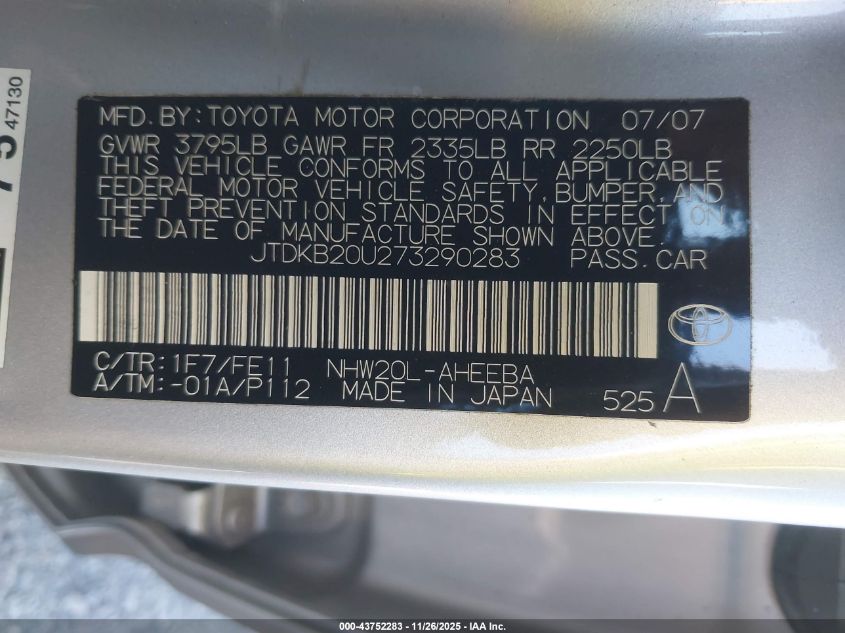 47130
MFD.BY:TOYOTA MOTOR CORPORATION 07/07
GVWR 3795LB GAWR FR 2335LB RR 2250LB
THIS VEHICLE CONFORMS TO ALL APPLICABLE
FEDERAL MOTOR VEHICLE SAFETY,BUMPER,AND
THEFT PREVENTION STANDARDS IN EFFECT ON
THE DATE OF MANUFACTURE SHOWN ABOVE.
JTDKB20U273290283 PASS.CAR
C/TR:1F7/FE11 NHW20L-AHEEBA
A/TM:-01A/P112 MADE IN JAPAN 525 A
000-43752283 - 11/26/2025 - IAA Inc.